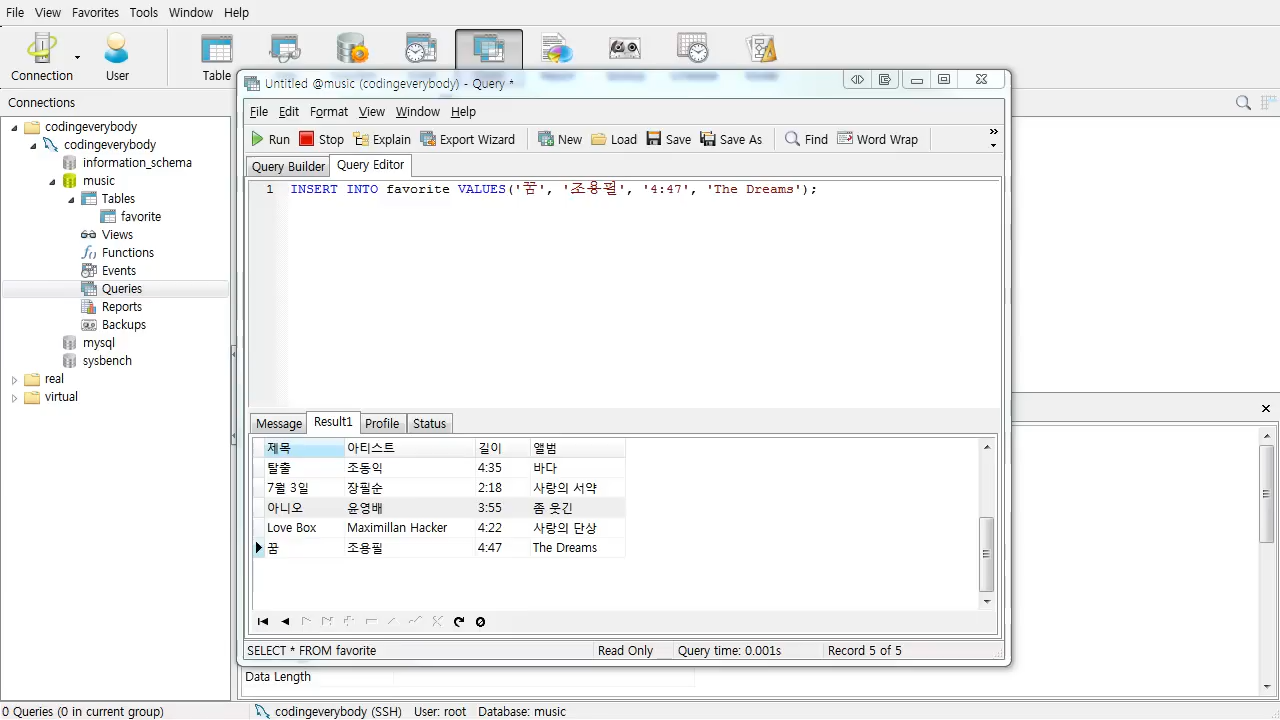 File View Favorites Tools Window Help
Connection User Table
Connections
codingeverybody
codingeverybody
information_schema
music
Tables
favorite
Views
Functions
Events
Queries
Reports
Backups
mysql
sysbench
real
virtual
Untitled @music (codingeverybody) - Query *
File Edit Format View Window Help
Run Stop Explain Export Wizard New Load Save Save As Find Word Wrap »
Query Builder Query Editor
1 INSERT INTO favorite VALUES('꿈', '조용필', '4:47', 'The Dreams');
Message Result1 Profile Status
제목 아티스트 길이 앨범
탈출 조동익 4:35 바다
7월 3일 장필순 2:18 사랑의 서약
아니오 윤영배 3:55 좀 웃긴
Love Box Maximillan Hacker 4:22 사랑의 단상
꿈 조용필 4:47 The Dreams
SELECT * FROM favorite Read Only Query time: 0.001s Record 5 of 5
Data Length
0 Queries (0 in current group) codingeverybody (SSH) User: root Database: music